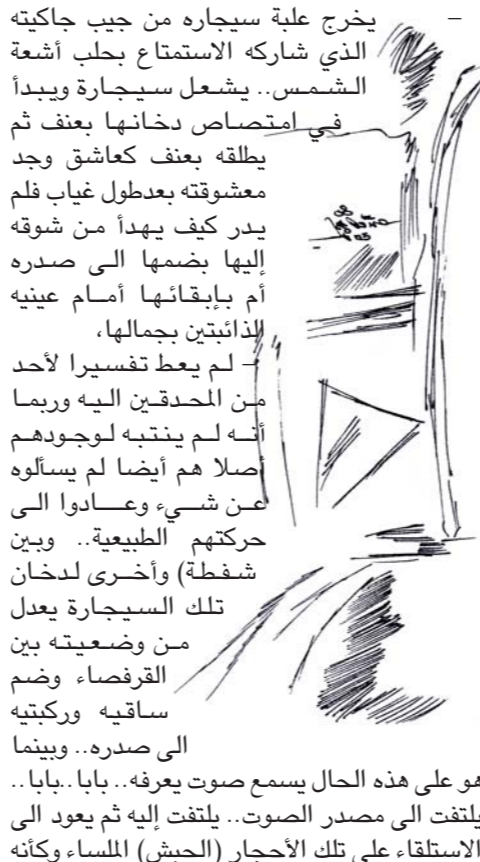 – يخرج علبة سيجاره من جيب جاكيته
الذي شاركه الاستمتاع بحلب أشعة
الشمس.. يشعل سيجارة ويبدأ
في امتصاص دخانها بعنف ثم
يطلقه بعنف كعاشق وجد
معشوقته بعدطول غياب فلم
يدر كيف يهدأ من شوقه
إليها بضمها الى صدره
أم بإبقائها أمام عينيه
الذائبتين بجمالها،
– لم يعط تفسيرا لأحد
من المحدقين اليه وربما
أنه لم ينتبه لوجودهم
أصلا هم أيضا لم يسألوه
عن شيء وعادوا الى
حركتهم الطبيعية.. وبين
شفطة) وأخرى لدخان
تلك السيجارة يعدل
من وضعيته بين
القرفصاء وضم
ساقيه وركبتيه
الى صدره.. وبينما
هو على هذه الحال يسمع صوت يعرفه.. بابا..بابا..
يلتفت الى مصدر الصوت.. يلتفت إليه ثم يعود الى
الاستلقاء على تلك الأحجار (الحبش) الملساء وكأنه